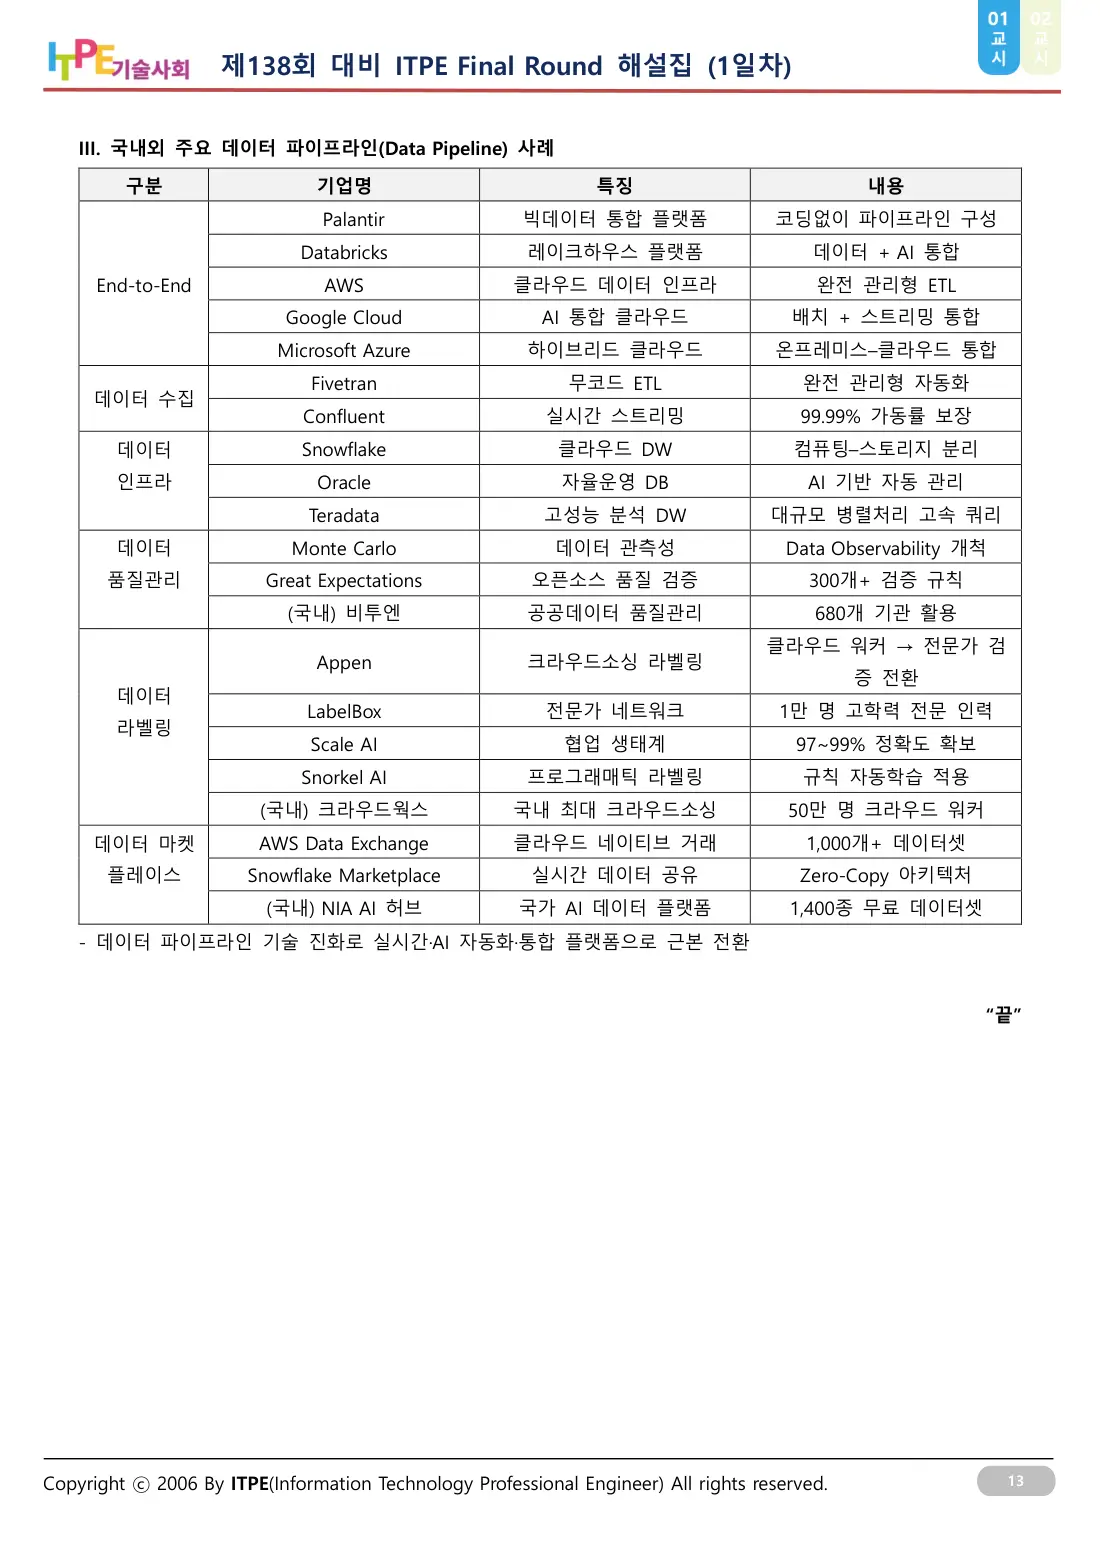 ITPE기술사회 제138회 대비 ITPE Final Round 해설집 (1일차)
01 교 시
02 교 시
III. 국내외 주요 데이터 파이프라인(Data Pipeline) 사례
구분 기업명 특징 내용
End-to-End
Palantir 빅데이터 통합 플랫폼 코딩없이 파이프라인 구성
Databricks 레이크하우스 플랫폼 데이터 + AI 통합
AWS 클라우드 데이터 인프라 완전 관리형 ETL
Google Cloud AI 통합 클라우드 배치 + 스트리밍 통합
Microsoft Azure 하이브리드 클라우드 온프레미스–클라우드 통합
데이터 수집
Fivetran 무코드 ETL 완전 관리형 자동화
Confluent 실시간 스트리밍 99.99% 가동률 보장
데이터
인프라
Snowflake 클라우드 DW 컴퓨팅–스토리지 분리
Oracle 자율운영 DB AI 기반 자동 관리
Teradata 고성능 분석 DW 대규모 병렬처리 고속 쿼리
데이터
품질관리
Monte Carlo 데이터 관측성 Data Observability 개척
Great Expectations 오픈소스 품질 검증 300개+ 검증 규칙
(국내) 비투엔 공공데이터 품질관리 680개 기관 활용
데이터
라벨링
Appen 크라우드소싱 라벨링 클라우드 워커 → 전문가 검
증 전환
LabelBox 전문가 네트워크 1만 명 고학력 전문 인력
Scale AI 협업 생태계 97~99% 정확도 확보
Snorkel AI 프로그래매틱 라벨링 규칙 자동학습 적용
(국내) 크라우드웍스 국내 최대 크라우드소싱 50만 명 크라우드 워커
데이터 마켓
플레이스
AWS Data Exchange 클라우드 네이티브 거래 1,000개+ 데이터셋
Snowflake Marketplace 실시간 데이터 공유 Zero-Copy 아키텍처
(국내) NIA AI 허브 국가 AI 데이터 플랫폼 1,400종 무료 데이터셋
- 데이터 파이프라인 기술 진화로 실시간·AI 자동화·통합 플랫폼으로 근본 전환
“끝”
Copyright ⓒ 2006 By ITPE(Information Technology Professional Engineer) All rights reserved.
13